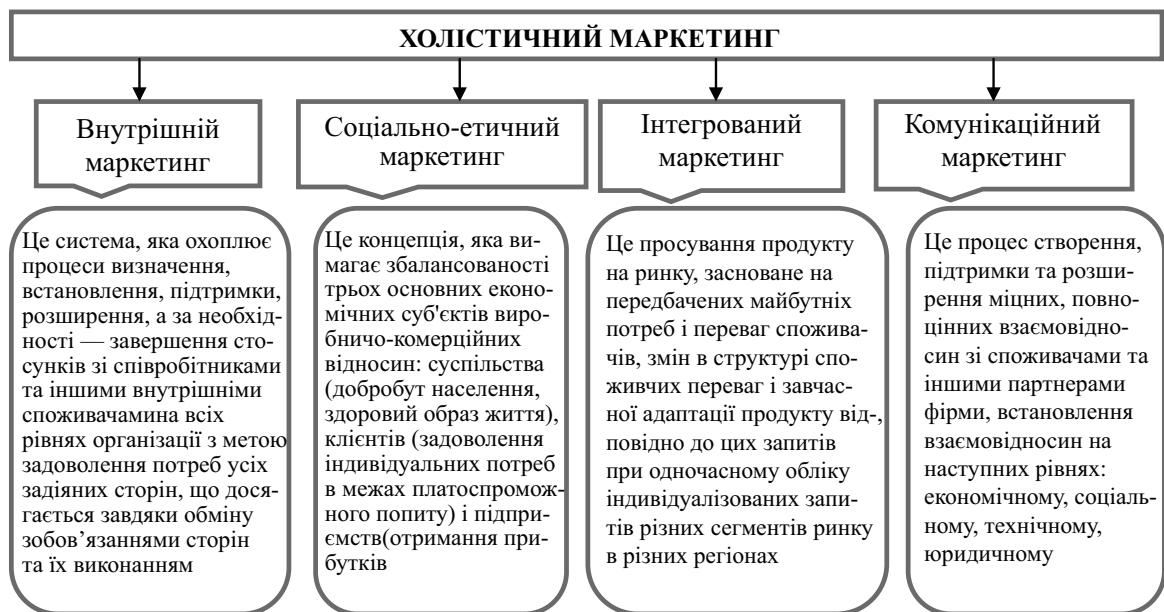 ХОЛІСТИЧНИЙ МАРКЕТИНГ
Внутрішній
маркетинг
Соціально-етичний
маркетинг
Інтегрований
маркетинг
Комунікаційний
маркетинг
Це система, яка охоплює
процеси визначення,
встановлення, підтримки,
розширення, а за необхід-
ності — завершення сто-
сунків зі співробітниками
та іншими внутрішніми
споживачамина всіх
рівнях організації з метою
задоволення потреб усіх
задіяних сторін, що дося-
гається завдяки обміну
зобов’язаннями сторін
та їх виконанням
Це концепція, яка ви-
магає збалансованості
трьох основних еконо-
мічних суб'єктів виро-
бничо-комерційних
відносин: суспільства
(добробут населення,
здоровий образ життя),
клієнтів (задоволення
індивідуальних потреб
в межах платоспромож-
ного попиту) і підпри-
ємств(отримання при-
бутків
Це просування продукту
на ринку, засноване на
передбачених майбутніх
потреб і переваг спожива-
чів, змін в структурі спо-
живчих переваг і завчас-
ної адаптації продукту від-,
повідно до цих запитів
при одночасному обліку
індивідуалізованих запи-
тів різних сегментів ринку
в різних регіонах
Це процес створення,
підтримки та розши-
рення міцних, повно-
цінних взаємовідно-
син зі споживачами та
іншими партнерами
фірми, встановлення
взаємовідносин на
наступних рівнях:
економічному, соціаль-
ному, технічному,
юридичному